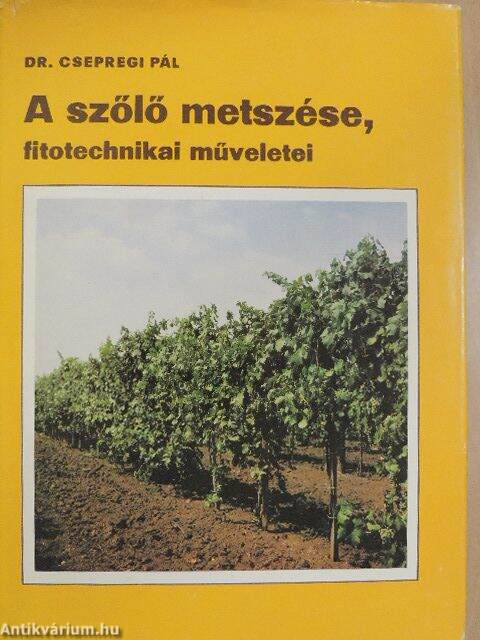 DR. CSEPREGI PÁL
A szőlő metszése,
fitotechnikai műveletei
Antikvárium.hu